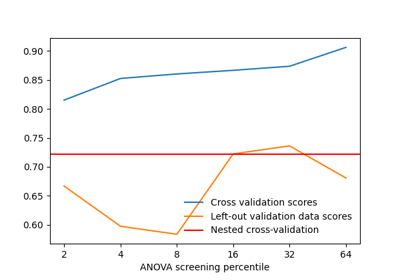 0.90
0.85
0.80
0.75
0.70
0.65
0.60
Cross validation scores
Left-out validation data scores
Nested cross-validation
2 4 8 16 32 64
ANOVA screening percentile